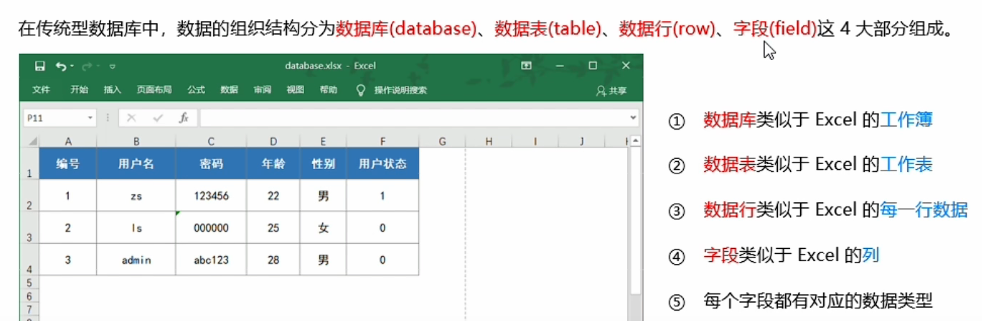 在传统型数据库中，数据的组织结构分为数据库(database)、数据表(table)、数据行(row)、字段(field)这 4 大部分组成。
database.xlsx - Excel
文件 开始 插入 页面布局 公式 数据 审阅 视图 帮助 操作说明搜索 共享
P11 fx
A B C D E F G H I J
1 编号 用户名 密码 年龄 性别 用户状态
2 1 zs 123456 22 男 1
3 2 ls 000000 25 女 0
4 3 admin abc123 28 男 0
5
6
7
① 数据库类似于 Excel 的工作簿
② 数据表类似于 Excel 的工作表
③ 数据行类似于 Excel 的每一行数据
④ 字段类似于 Excel 的列
⑤ 每个字段都有对应的数据类型